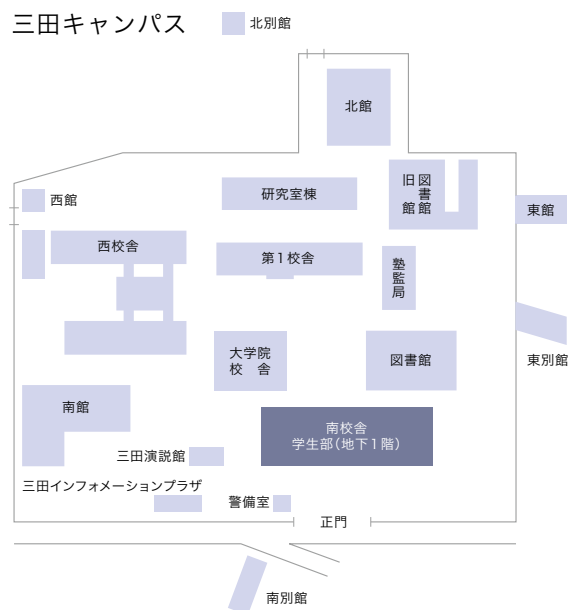 三田キャンパス
北別館
北館
旧図書館館
研究室棟
西館
東館
西校舎
第1校舎
塾監局
大学院
校舎
図書館
東別館
南館
南校舎
学生部(地下1階)
三田演説館
三田インフォメーションプラザ
警備室
正門
南別館